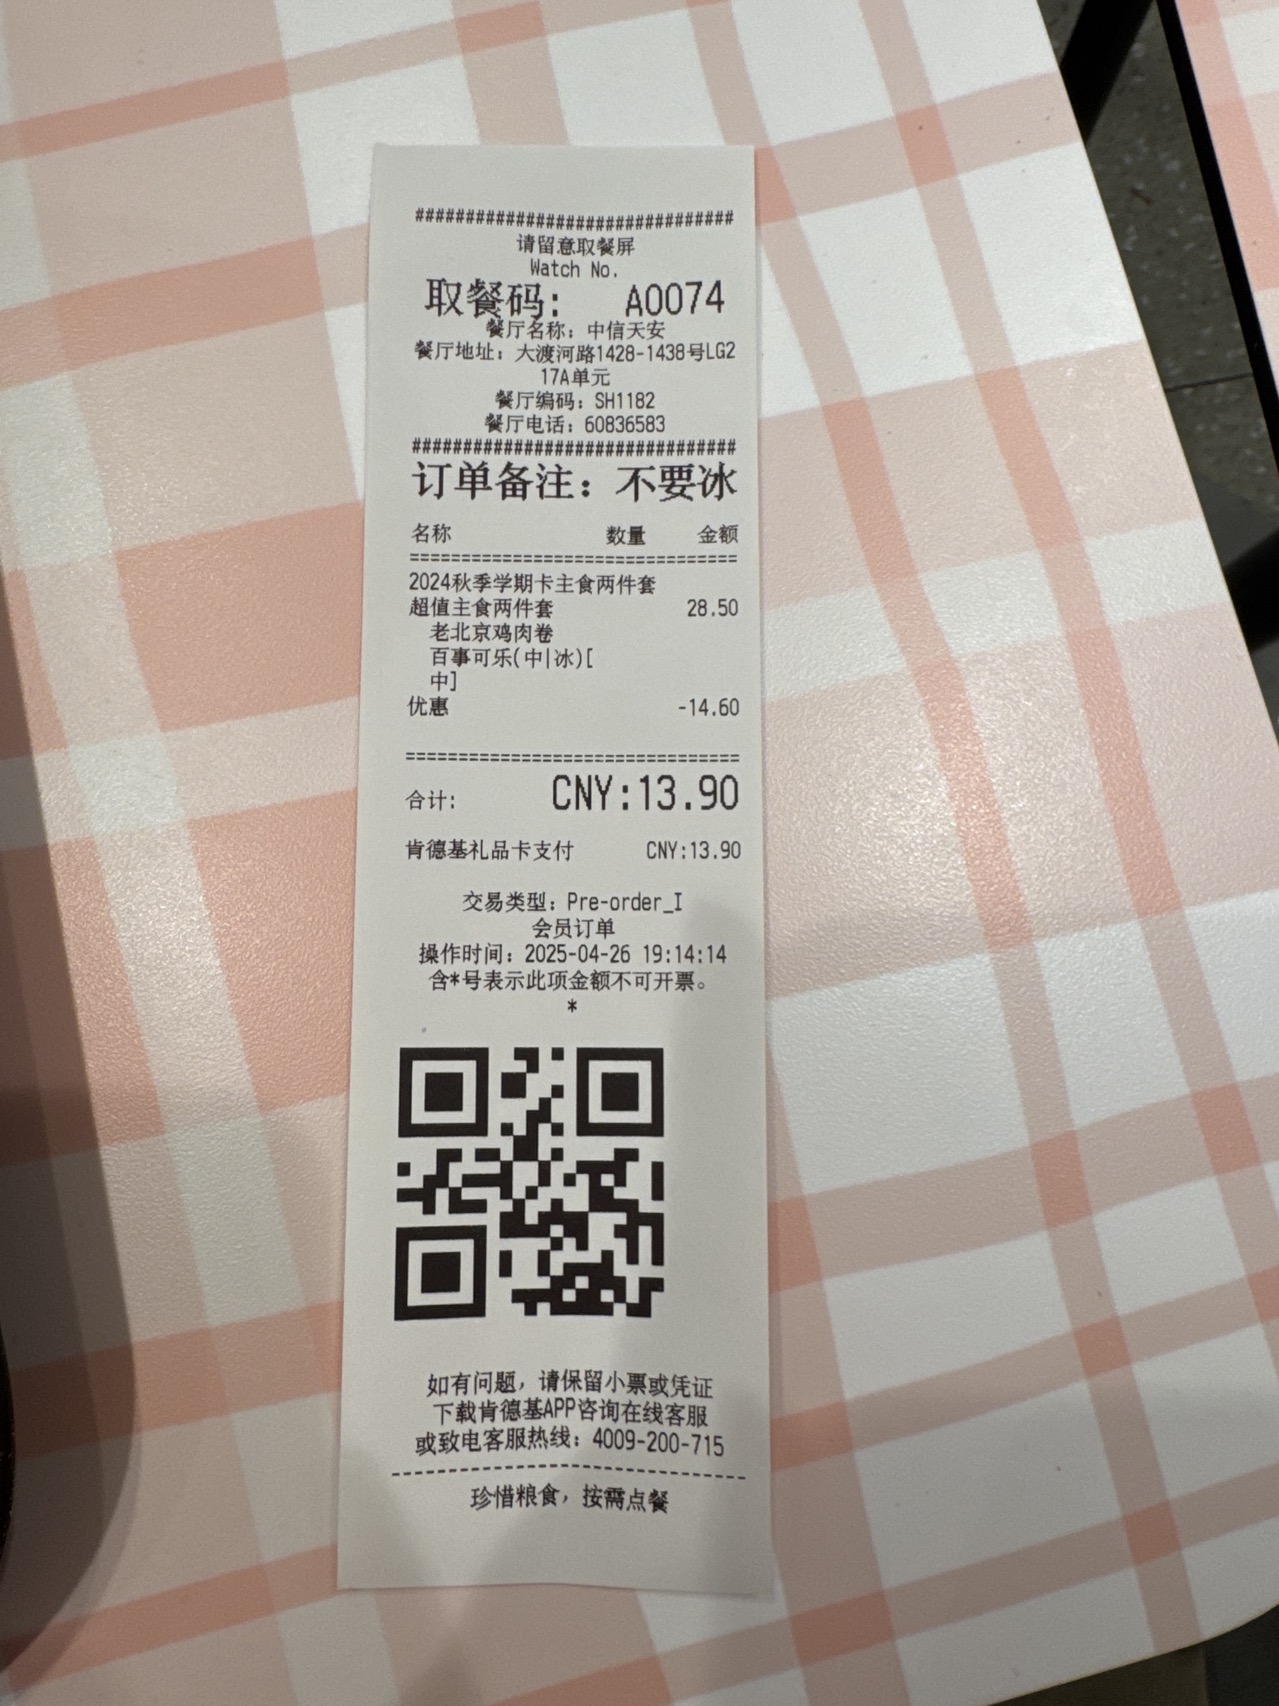 ################################
请留意取餐屏
Watch No.
取餐码: A0074
餐厅名称: 中信天安
餐厅地址: 大渡河路1428-1438号LG2
17A单元
餐厅编码: SH1182
餐厅电话: 60836583
################################
订单备注: 不要冰
名称 数量 金额
================================
2024秋季学期卡主食两件套
超值主食两件套 28.50
老北京鸡肉卷
百事可乐(中|冰)[
中]
优惠 -14.60
================================
合计: CNY:13.90
肯德基礼品卡支付 CNY:13.90
交易类型: Pre-order_I
会员订单
操作时间: 2025-04-26 19:14:14
含*号表示此项金额不可开票。
*
如有问题, 请保留小票或凭证
下载肯德基APP咨询在线客服
或致电客服热线: 4009-200-715
--------------------------------
珍惜粮食, 按需点餐